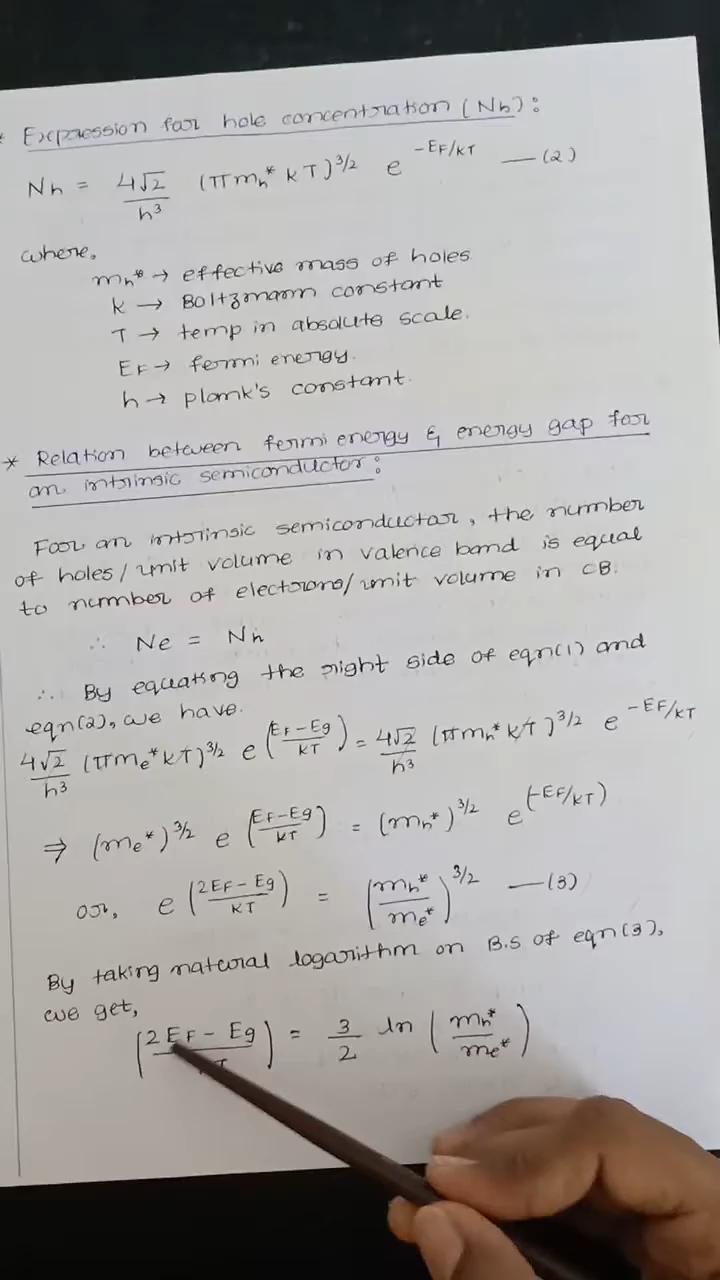 * Expression for hole concentration (Nh):
Nh = 4√2/h³ (πmh* kT)^3/2 e^-EF/kT —(2)
where,
mh* → effective mass of holes
k → Boltzmann constant
T → temp in absolute scale.
EF → fermi energy.
h → plank's constant.
* Relation between fermi energy & energy gap for
an intrinsic semiconductor:
For an intrinsic semiconductor, the number
of holes/unit volume in valence band is equal
to number of electrons/unit volume in CB.
∴ Ne = Nh
∴ By equating the right side of eqn(1) and
eqn(2), we have.
4√2/h³ (πme* kT)^3/2 e^((EF-Eg)/kT) = 4√2/h³ (πmh* kT)^3/2 e^-EF/kT
⇒ (me*)^3/2 e^((EF-Eg)/kT) = (mh*)^3/2 e^(-EF/kT)
or, e^((2EF-Eg)/kT) = (mh*/me*)^3/2 —(3)
By taking natural logarithm on B.S of eqn(3),
we get,
(2EF-Eg/T) = 3/2 ln (mh*/me*)